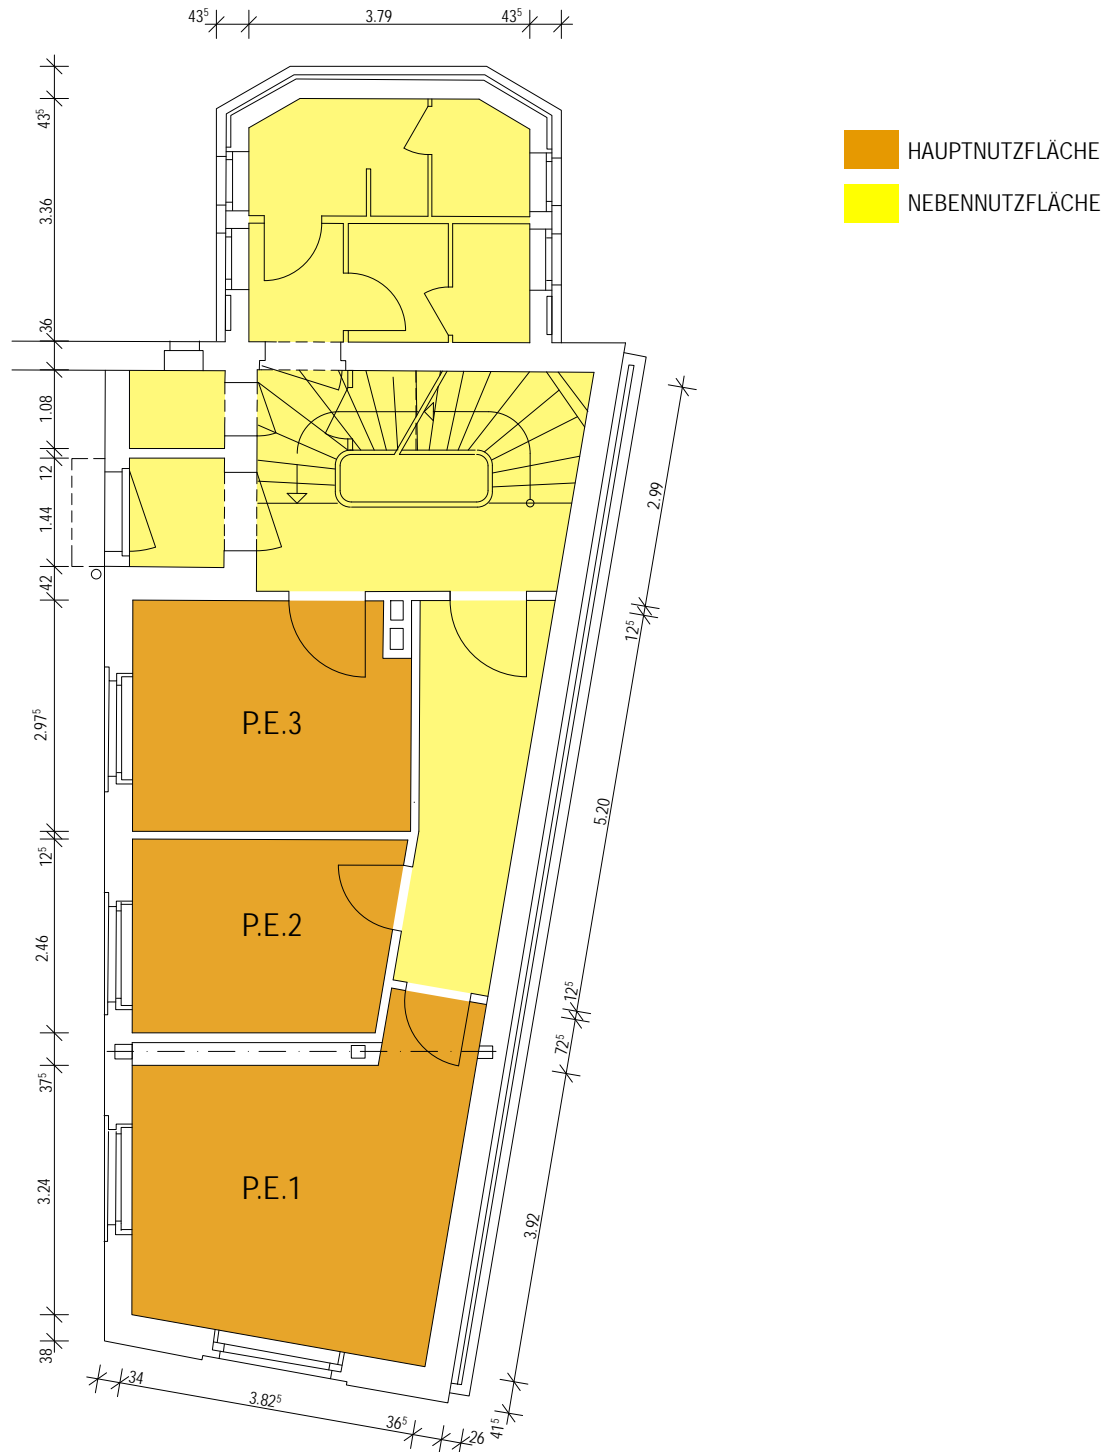 43⁵ 3.79 43⁵
HAUPTNUTZFLÄCHE
NEBENNUTZFLÄCHE
43⁵
3.36
36
1.08
12
1.44
42
2.97⁵
12⁵
2.46
37⁵
3.24
38
P.E.3
P.E.2
P.E.1
2.99
12⁵
5.20
12⁵
72⁵
3.92
41⁵
34 3.82⁵ 36⁵ 26